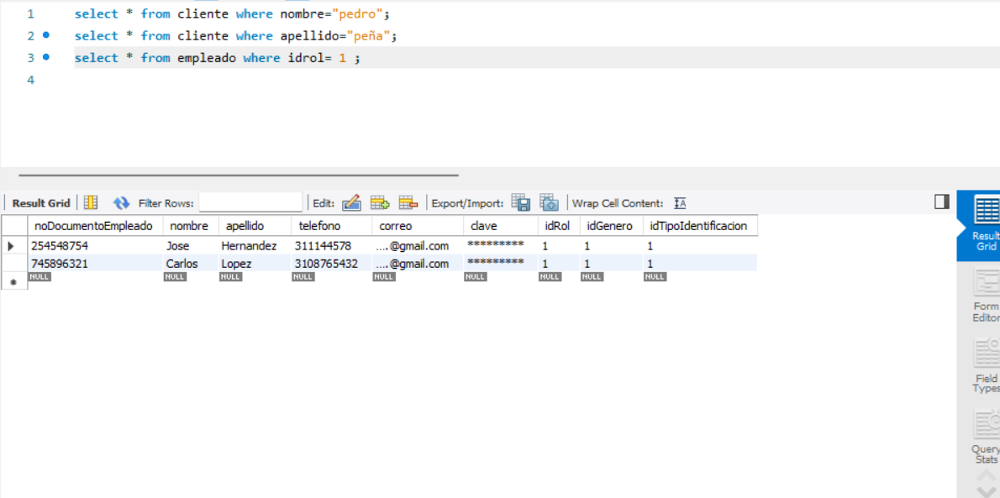 1 select * from cliente where nombre="pedro";
2 select * from cliente where apellido="peña";
3 select * from empleado where idrol= 1 ;
4
Result Grid Filter Rows: Edit: Export/Import: Wrap Cell Content: IA
noDocumentoEmpleado nombre apellido telefono correo clave idRol idGenero idTipoIdentificacion
254548754 Jose Hernandez 311144578 ....@gmail.com ********* 1 1 1
745896321 Carlos Lopez 3108765432 ....@gmail.com ********* 1 1 1
NULL NULL NULL NULL NULL NULL NULL NULL NULL
Result
Grid
Form
Editor
Field
Types
Query
Stats